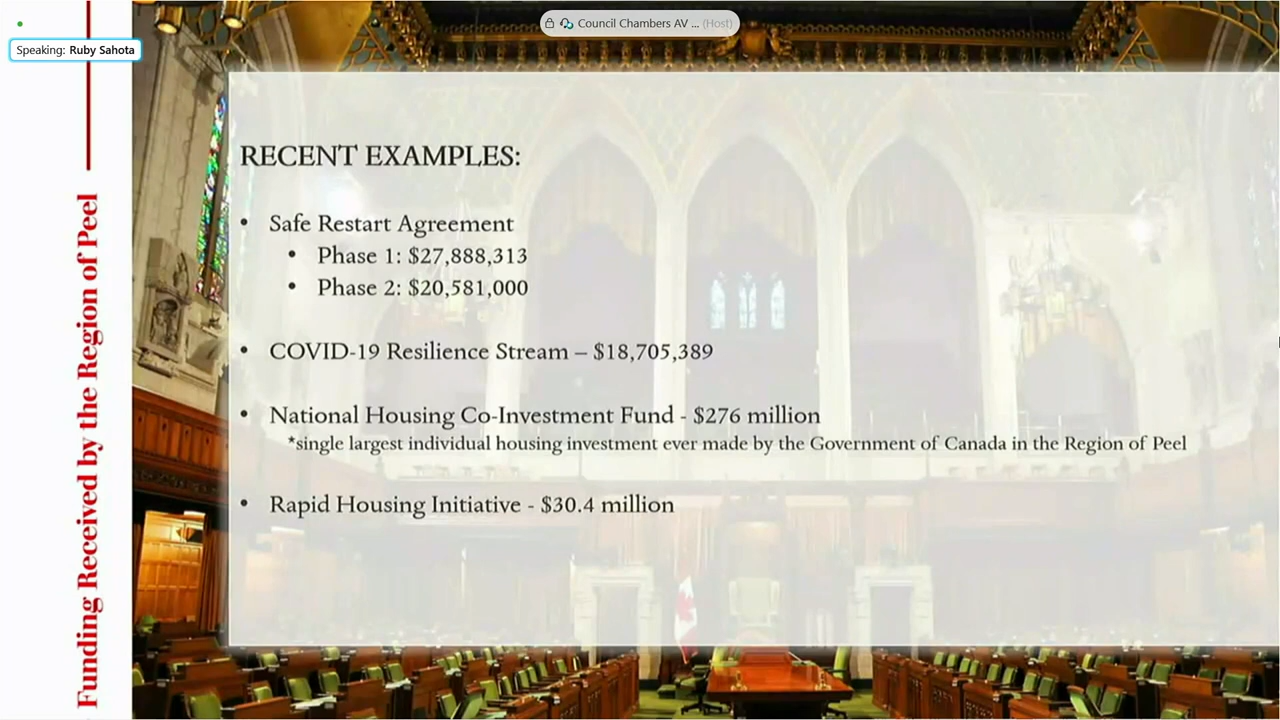 Council Chambers AV ... (Host)
Speaking: Ruby Sahota
Funding Received by the Region of Peel
RECENT EXAMPLES:
• Safe Restart Agreement
• Phase 1: $27,888,313
• Phase 2: $20,581,000
• COVID-19 Resilience Stream – $18,705,389
• National Housing Co-Investment Fund - $276 million
*single largest individual housing investment ever made by the Government of Canada in the Region of Peel
• Rapid Housing Initiative - $30.4 million